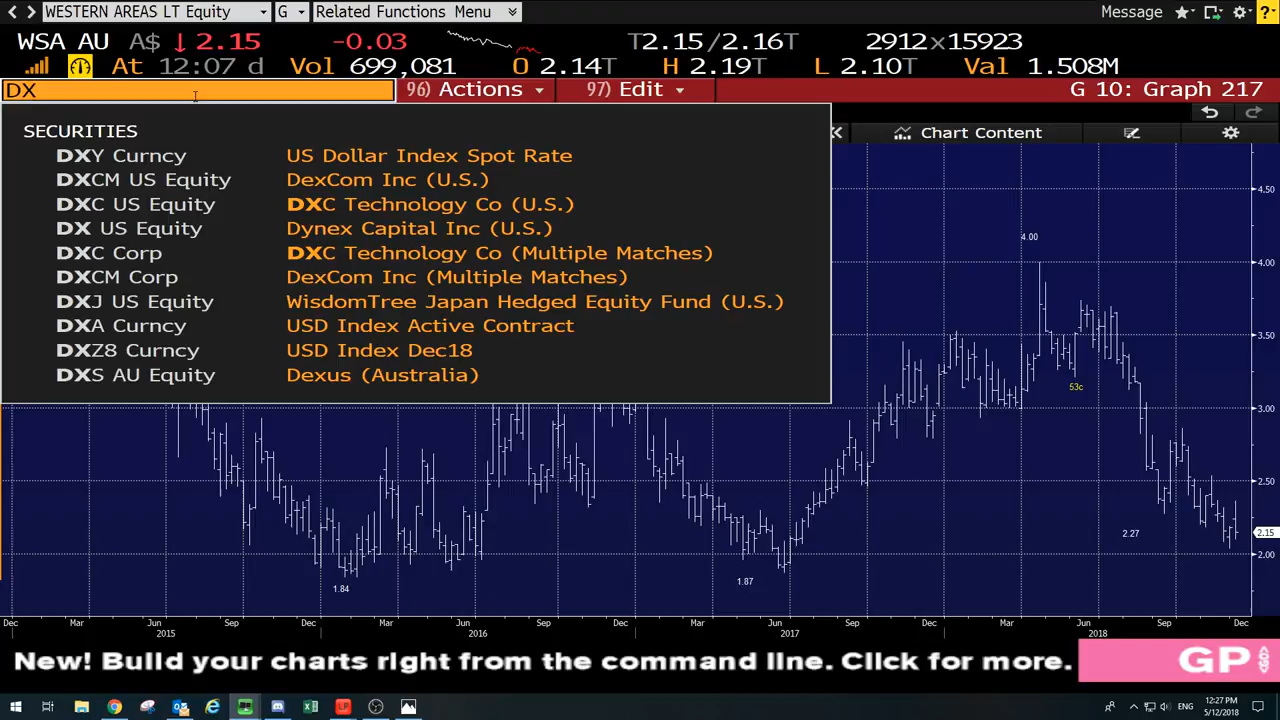 WESTERN AREAS LT Equity G Related Functions Menu Message ?
WSA AU A$ ↓ 2.15 -0.03 T2.15/2.16T 2912×15923
At 12:07 d Vol 699,081 O 2.14T H 2.19T L 2.10T Val 1.508M
DX 96) Actions 97) Edit G 10: Graph 217
« Chart Content
SECURITIES
DXY Curncy US Dollar Index Spot Rate
DXCM US Equity DexCom Inc (U.S.)
DXC US Equity DXC Technology Co (U.S.)
DX US Equity Dynex Capital Inc (U.S.)
DXC Corp DXC Technology Co (Multiple Matches)
DXCM Corp DexCom Inc (Multiple Matches)
DXJ US Equity WisdomTree Japan Hedged Equity Fund (U.S.)
DXA Curncy USD Index Active Contract
DXZ8 Curncy USD Index Dec18
DXS AU Equity Dexus (Australia)
4.50
4.00
4.00
3.50
53c
3.00
2.50
2.27
2.15
2.00
1.84
1.87
Dec Mar Jun Sep Dec Mar Jun Sep Dec Mar Jun Sep Dec Mar Jun Sep Dec
2015 2016 2017 2018
New! Build your charts right from the command line. Click for more. GP
ENG 12:27 PM
5/12/2018